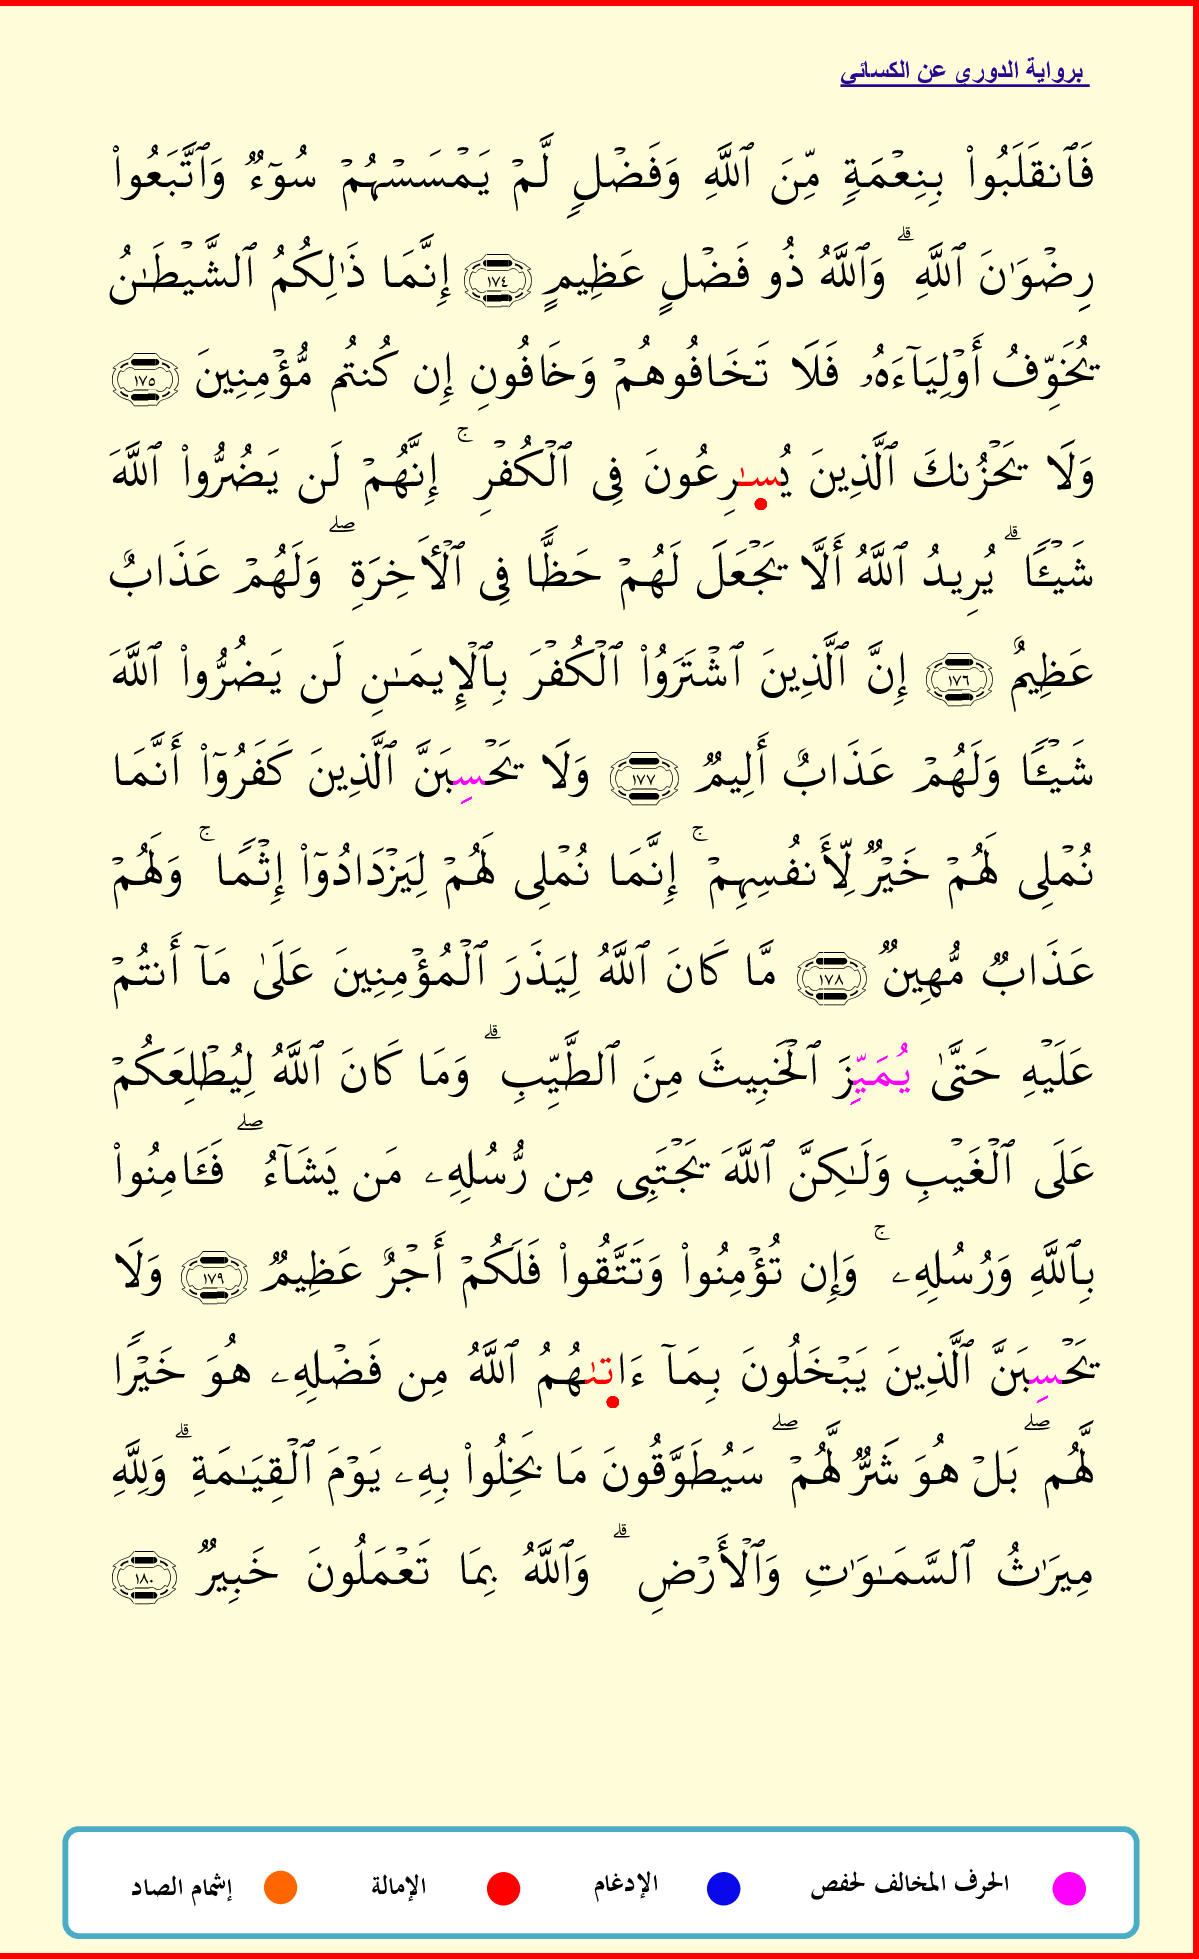 برواية الدوري عن الكسائي
فَٱنقَلَبُوا۟ بِنِعۡمَةٍ مِّنَ ٱللَّهِ وَفَضۡلٍ لَّمۡ يَمۡسَسۡهُمۡ سُوٓءٌ وَٱتَّبَعُوا۟
رِضۡوَٰنَ ٱللَّهِۗ وَٱللَّهُ ذُو فَضۡلٍ عَظِيمٍ ١٧٤ إِنَّمَا ذَٰلِكُمُ ٱلشَّيۡطَـٰنُ
يُخَوِّفُ أَوۡلِيَآءَهُۥ فَلَا تَخَافُوهُمۡ وَخَافُونِ إِن كُنتُم مُّؤۡمِنِينَ ١٧٥
وَلَا يَحۡزُنكَ ٱلَّذِينَ يُسَـٰرِعُونَ فِى ٱلۡكُفۡرِۚ إِنَّهُمۡ لَن يَضُرُّوا۟ ٱللَّهَ
شَيۡـًٔاۗ يُرِيدُ ٱللَّهُ أَلَّا يَجۡعَلَ لَهُمۡ حَظًّا فِى ٱلۡأَخِرَةِۖ وَلَهُمۡ عَذَابٌ
عَظِيمٌ ١٧٦ إِنَّ ٱلَّذِينَ ٱشۡتَرَوُا۟ ٱلۡكُفۡرَ بِٱلۡإِيمَـٰنِ لَن يَضُرُّوا۟ ٱللَّهَ
شَيۡـًٔا وَلَهُمۡ عَذَابٌ أَلِيمٌ ١٧٧ وَلَا يَحۡسِبَنَّ ٱلَّذِينَ كَفَرُوٓا۟ أَنَّمَا
نُمۡلِى لَهُمۡ خَيۡرٌ لِّأَنفُسِهِمۡۚ إِنَّمَا نُمۡلِى لَهُمۡ لِيَزۡدَادُوٓا۟ إِثۡمًاۚ وَلَهُمۡ
عَذَابٌ مُّهِينٌ ١٧٨ مَّا كَانَ ٱللَّهُ لِيَذَرَ ٱلۡمُؤۡمِنِينَ عَلَىٰ مَآ أَنتُمۡ
عَلَيۡهِ حَتَّىٰ يُمَيِّزَ ٱلۡخَبِيثَ مِنَ ٱلطَّيِّبِۗ وَمَا كَانَ ٱللَّهُ لِيُطۡلِعَكُمۡ
عَلَى ٱلۡغَيۡبِ وَلَـٰكِنَّ ٱللَّهَ يَجۡتَبِى مِن رُّسُلِهِۦ مَن يَشَآءُۖ فَـَٔامِنُوا۟
بِٱللَّهِ وَرُسُلِهِۦۚ وَإِن تُؤۡمِنُوا۟ وَتَتَّقُوا۟ فَلَكُمۡ أَجۡرٌ عَظِيمٌ ١٧٩ وَلَا
يَحۡسِبَنَّ ٱلَّذِينَ يَبۡخَلُونَ بِمَآ ءَاتَىٰهُمُ ٱللَّهُ مِن فَضۡلِهِۦ هُوَ خَيۡرًا
لَّهُمۖ بَلۡ هُوَ شَرٌّ لَّهُمۡۖ سَيُطَوَّقُونَ مَا بَخِلُوا۟ بِهِۦ يَوۡمَ ٱلۡقِيَـٰمَةِۗ وَلِلَّهِ
مِيرَٰثُ ٱلسَّمَـٰوَٰتِ وَٱلۡأَرۡضِۗ وَٱللَّهُ بِمَا تَعۡمَلُونَ خَبِيرٌ ١٨٠
الحرف المخالف لحفص الإدغام الإمالة إشمام الصاد